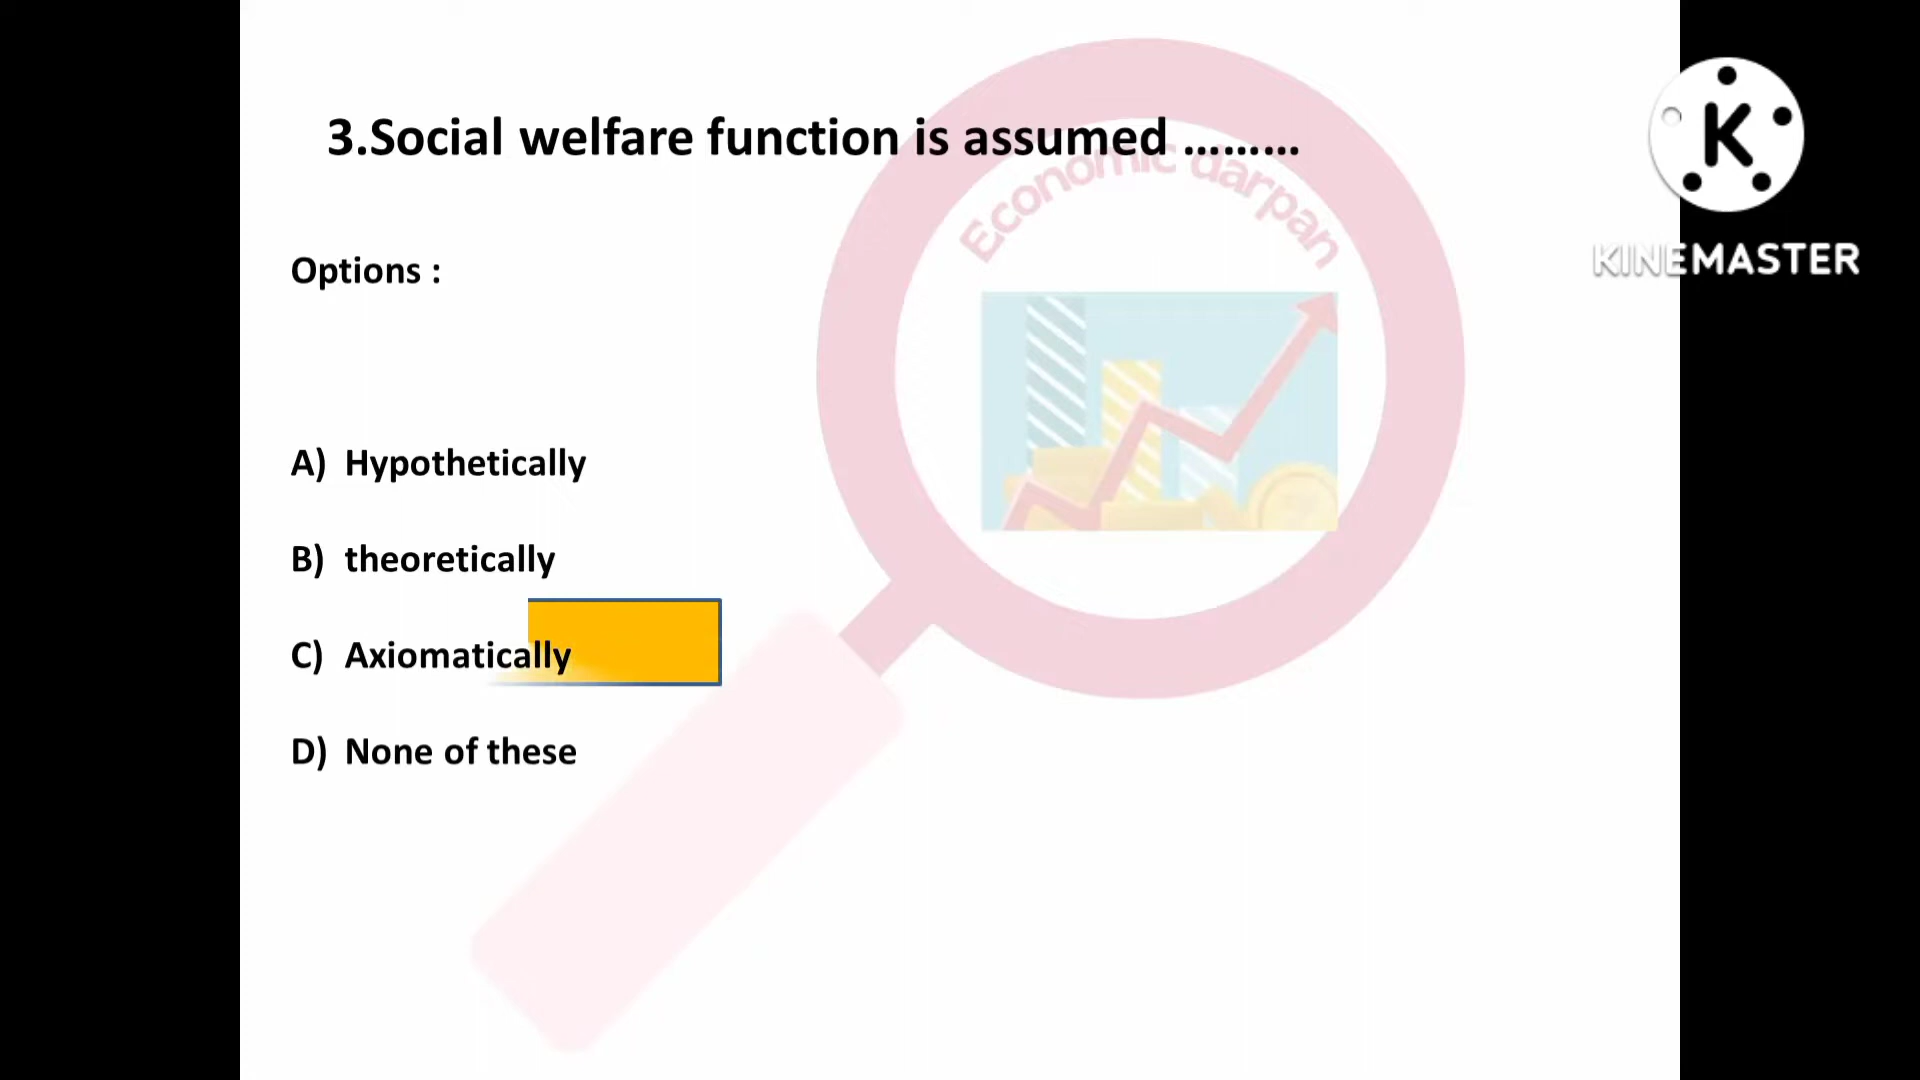 3.Social welfare function is assumed .........
Economic darpan
K
KINEMASTER
Options :
A) Hypothetically
B) theoretically
C) Axiomatically
D) None of these